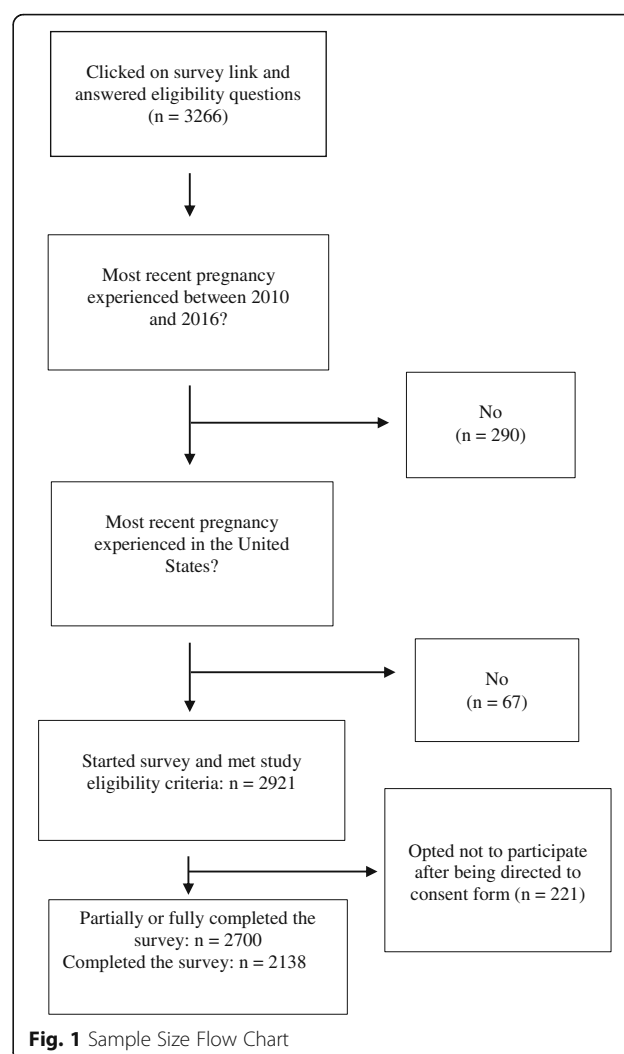 Clicked on survey link and
answered eligibility questions
(n = 3266)
Most recent pregnancy
experienced between 2010
and 2016?
No
(n = 290)
Most recent pregnancy
experienced in the United
States?
No
(n = 67)
Started survey and met study
eligibility criteria: n = 2921
Opted not to participate
after being directed to
consent form (n = 221)
Partially or fully completed the
survey: n = 2700
Completed the survey: n = 2138
Fig. 1 Sample Size Flow Chart